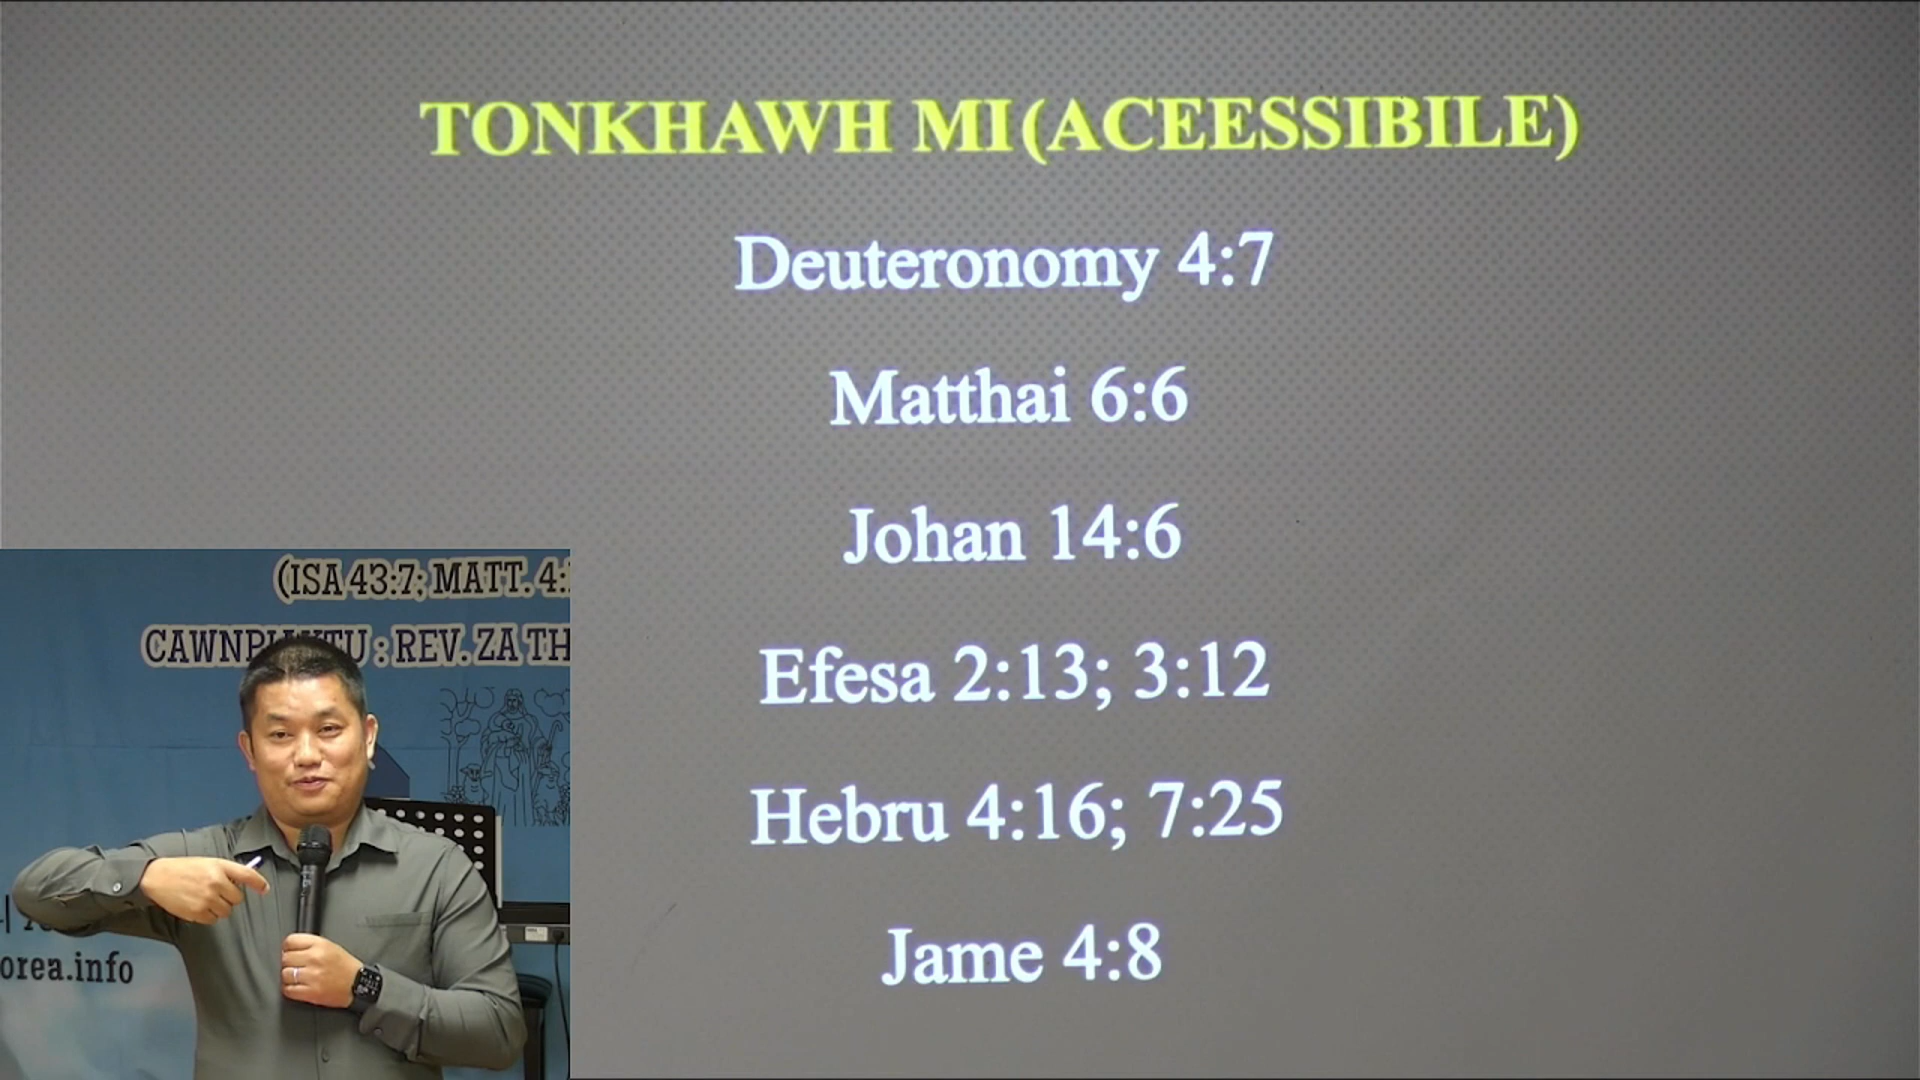 TONKHAWH MI(ACEESSIBILE)
Deuteronomy 4:7
Matthai 6:6
Johan 14:6
Efesa 2:13; 3:12
Hebru 4:16; 7:25
Jame 4:8
(ISA 43:7; MATT. 4:
: REV. ZA TH
orea.info